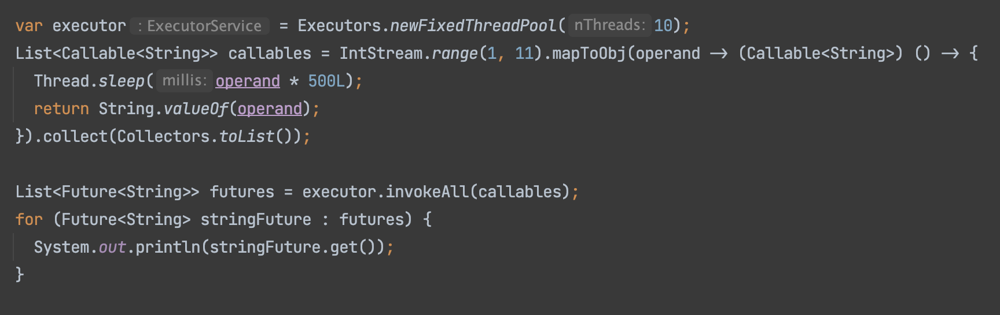 var executor : ExecutorService = Executors.newFixedThreadPool( nThreads: 10);
List<Callable<String>> callables = IntStream.range(1, 11).mapToObj(operand → (Callable<String>) () → {
  Thread.sleep( millis: operand * 500L);
  return String.valueOf(operand);
}).collect(Collectors.toList());

List<Future<String>> futures = executor.invokeAll(callables);
for (Future<String> stringFuture : futures) {
  System.out.println(stringFuture.get());
}